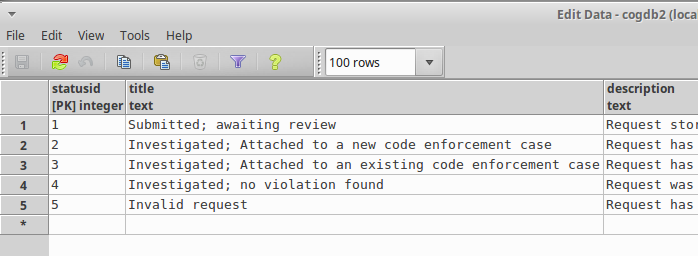 Edit Data - cogdb2 (loca
File Edit View Tools Help
100 rows
statusid title description
[PK] integer text text
1 1 Submitted; awaiting review Request stor
2 2 Investigated; Attached to a new code enforcement case Request has
3 3 Investigated; Attached to an existing code enforcement case Request has
4 4 Investigated; no violation found Request was
5 5 Invalid request Request has
*